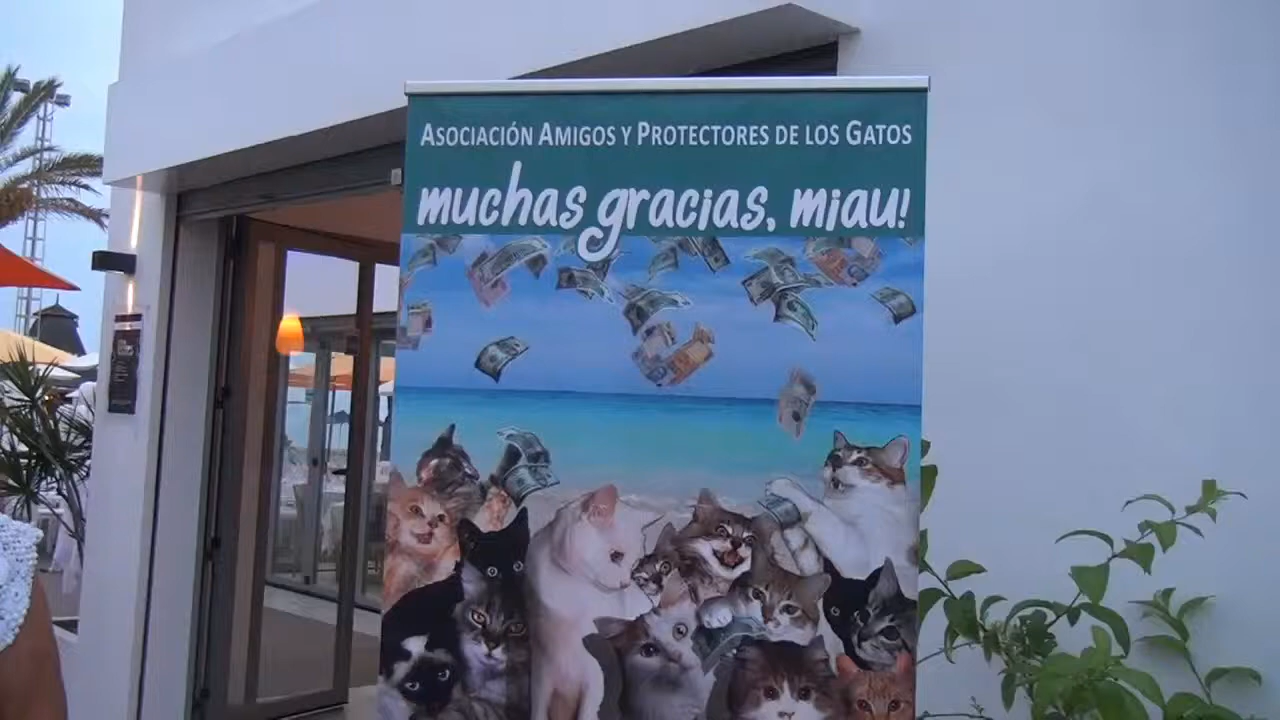 ASOCIACIÓN AMIGOS Y PROTECTORES DE LOS GATOS
muchas gracias, miau!